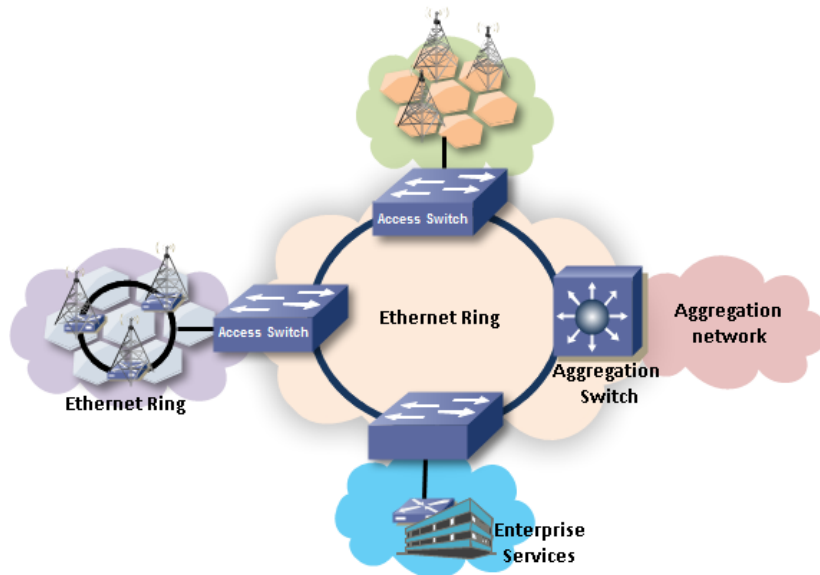 Access Switch
Ethernet Ring
Access Switch
Aggregation
network
Aggregation
Switch
Ethernet Ring
Enterprise
Services